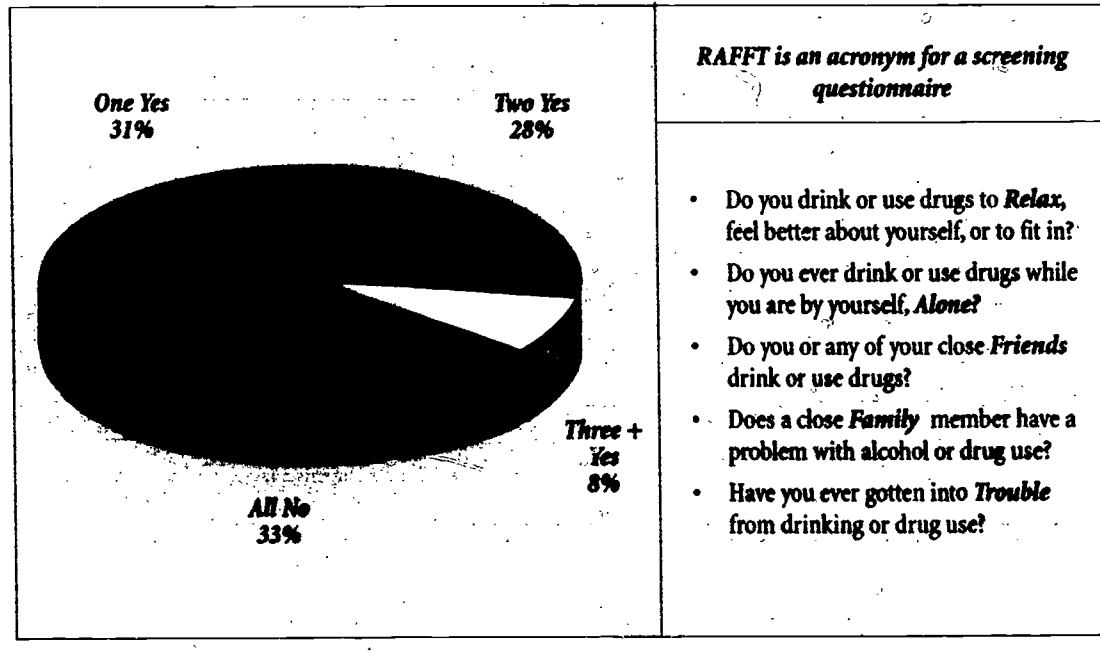 One Yes
31%
Two Yes
28%
Three +
Yes
8%
All No
33%
RAFFT is an acronym for a screening
questionnaire
• Do you drink or use drugs to Relax,
feel better about yourself, or to fit in?
• Do you ever drink or use drugs while
you are by yourself, Alone?
• Do you or any of your close Friends
drink or use drugs?
• Does a close Family member have a
problem with alcohol or drug use?
• Have you ever gotten into Trouble
from drinking or drug use?